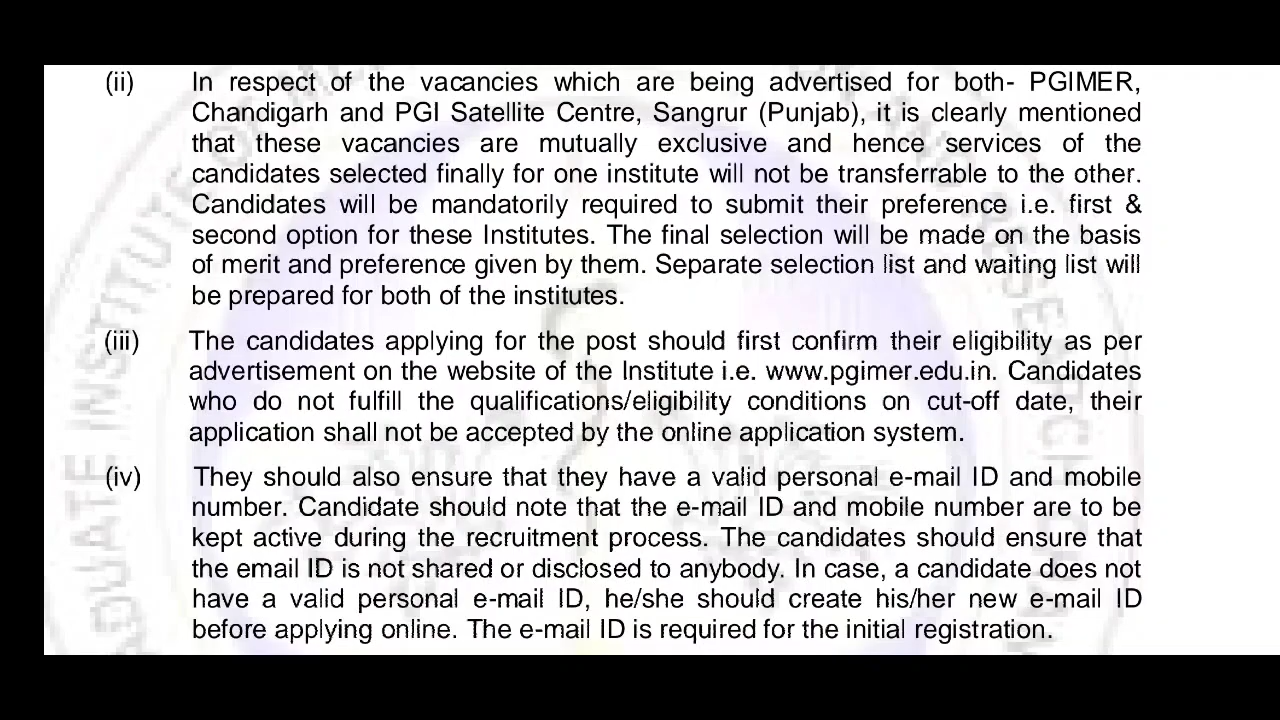 (ii) In respect of the vacancies which are being advertised for both- PGIMER,
Chandigarh and PGI Satellite Centre, Sangrur (Punjab), it is clearly mentioned
that these vacancies are mutually exclusive and hence services of the
candidates selected finally for one institute will not be transferrable to the other.
Candidates will be mandatorily required to submit their preference i.e. first &
second option for these Institutes. The final selection will be made on the basis
of merit and preference given by them. Separate selection list and waiting list will
be prepared for both of the institutes.
(iii) The candidates applying for the post should first confirm their eligibility as per
advertisement on the website of the Institute i.e. www.pgimer.edu.in. Candidates
who do not fulfill the qualifications/eligibility conditions on cut-off date, their
application shall not be accepted by the online application system.
(iv) They should also ensure that they have a valid personal e-mail ID and mobile
number. Candidate should note that the e-mail ID and mobile number are to be
kept active during the recruitment process. The candidates should ensure that
the email ID is not shared or disclosed to anybody. In case, a candidate does not
have a valid personal e-mail ID, he/she should create his/her new e-mail ID
before applying online. The e-mail ID is required for the initial registration.